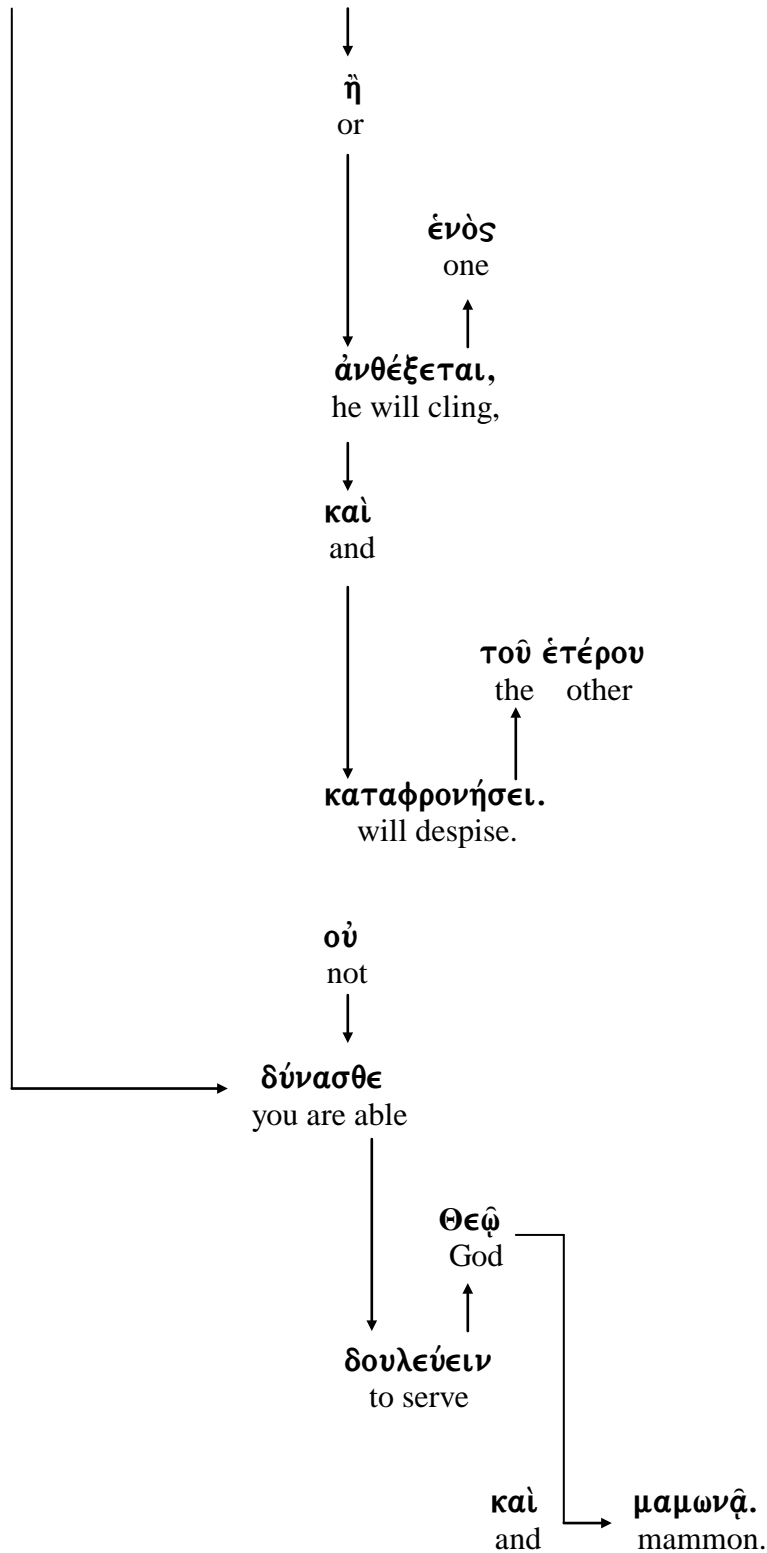 ἢ
or
ἑνὸς
one
ἀνθέξεται,
he will cling,
καὶ
and
τοῦ ἑτέρου
the other
καταφρονήσει.
will despise.
οὐ
not
δύνασθε
you are able
Θεῷ
God
δουλεύειν
to serve
καὶ μαμωνᾷ.
and mammon.